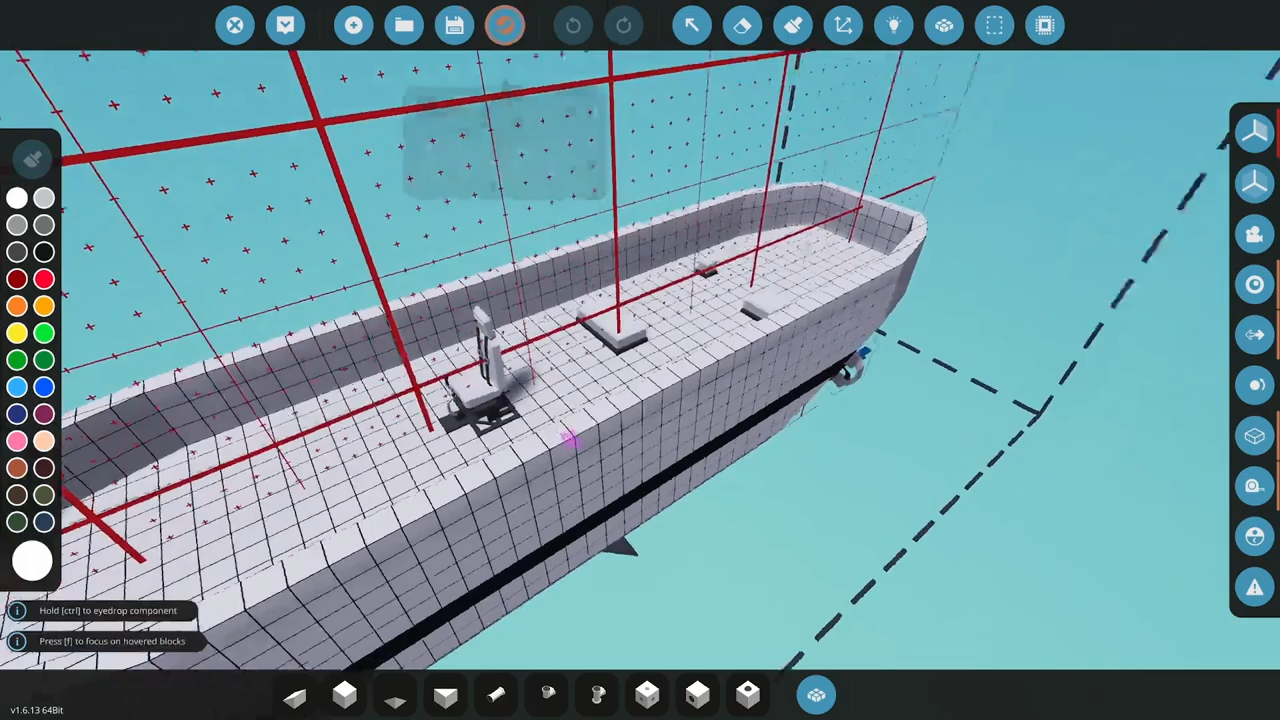 Hold [ctrl] to eyedrop component
Press [f] to focus on hovered blocks
v1.6.13 64Bit